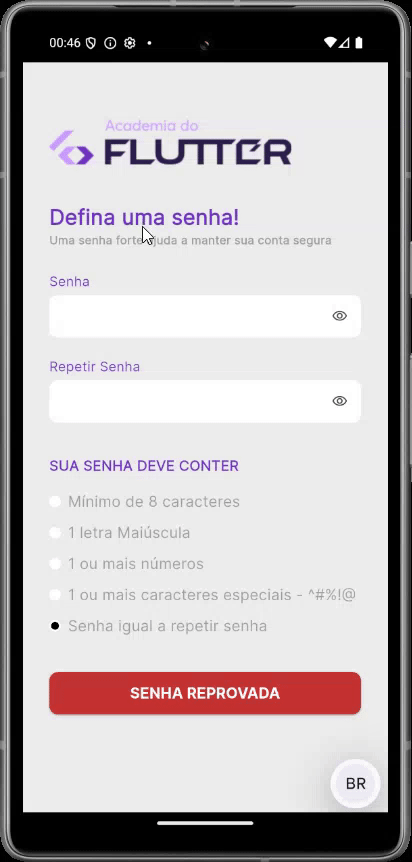 00:46
Academia do
FLUTTER
Defina uma senha!
Uma senha forte ajuda a manter sua conta segura
Senha
Repetir Senha
SUA SENHA DEVE CONTER
Mínimo de 8 caracteres
1 letra Maiúscula
1 ou mais números
1 ou mais caracteres especiais - ^#%!@
Senha igual a repetir senha
SENHA REPROVADA
BR